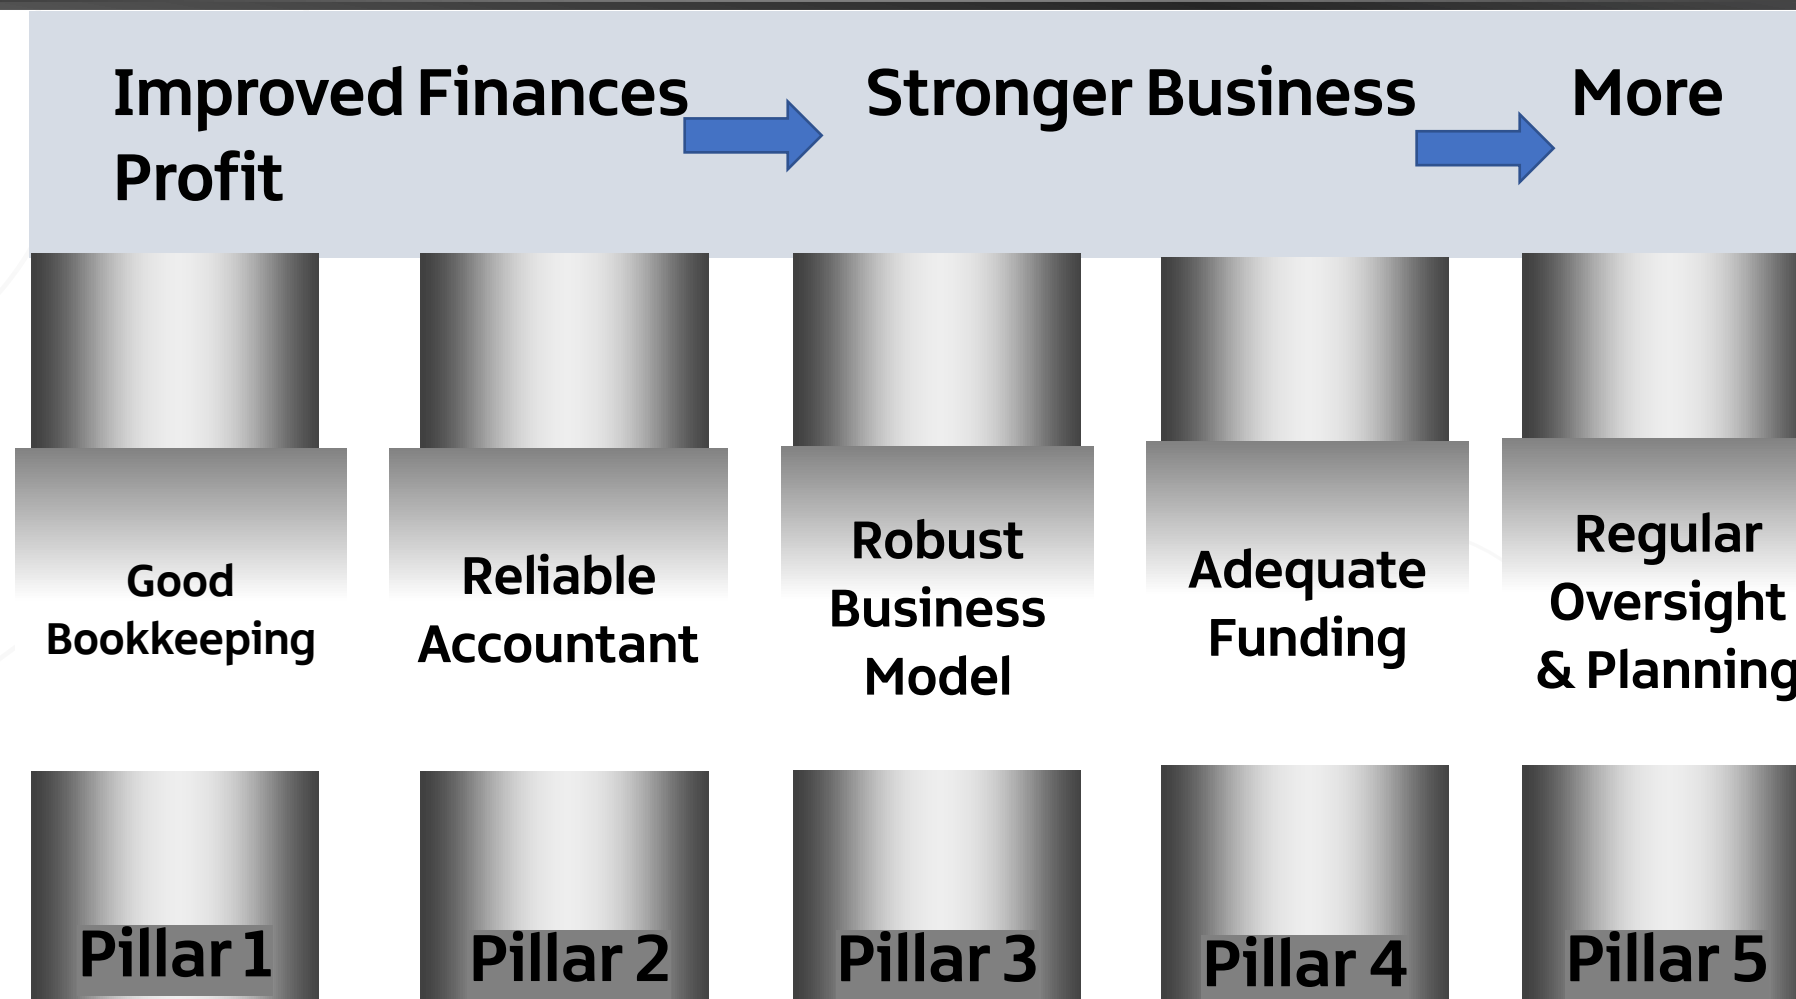 Improved Finances Stronger Business More
Profit
Good
Bookkeeping
Reliable
Accountant
Robust
Business
Model
Adequate
Funding
Regular
Oversight
& Planning
Pillar 1
Pillar 2
Pillar 3
Pillar 4
Pillar 5